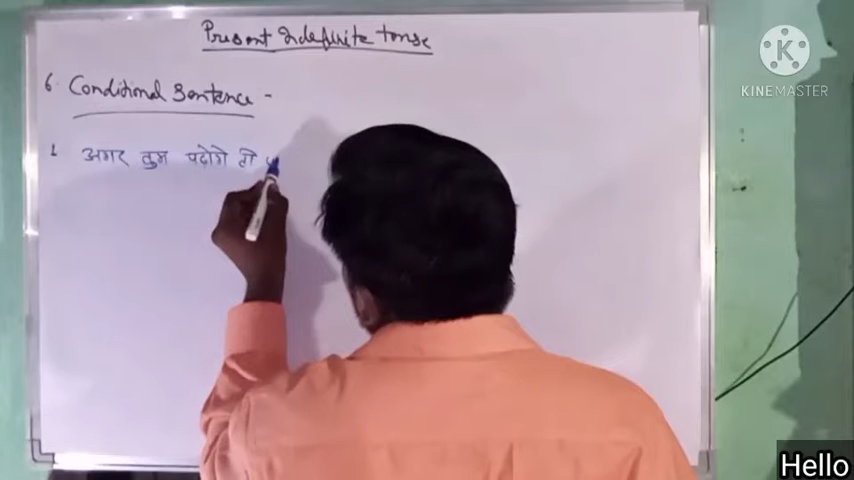 Present Indefinite tense
6. Conditional Sentence -
1 अगर तुम पढ़ोगे तो
KINEMASTER
Hello